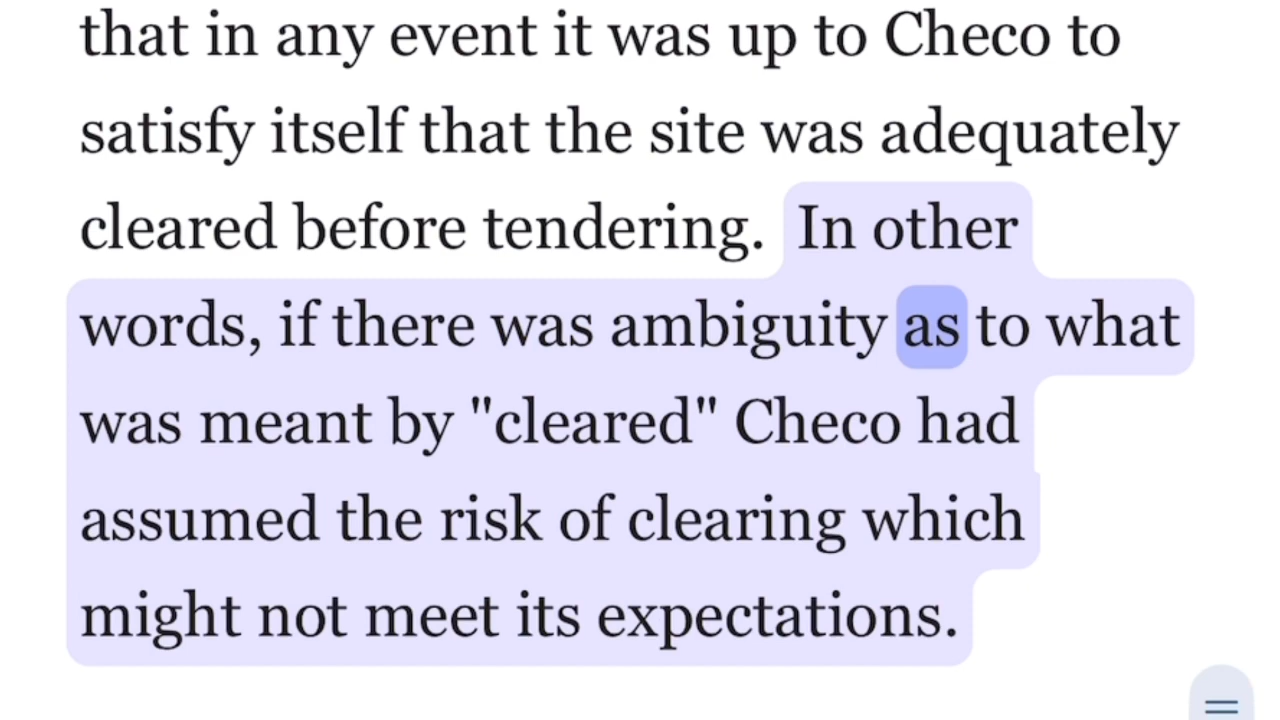 that in any event it was up to Checo to
satisfy itself that the site was adequately
cleared before tendering. In other
words, if there was ambiguity as to what
was meant by "cleared" Checo had
assumed the risk of clearing which
might not meet its expectations.